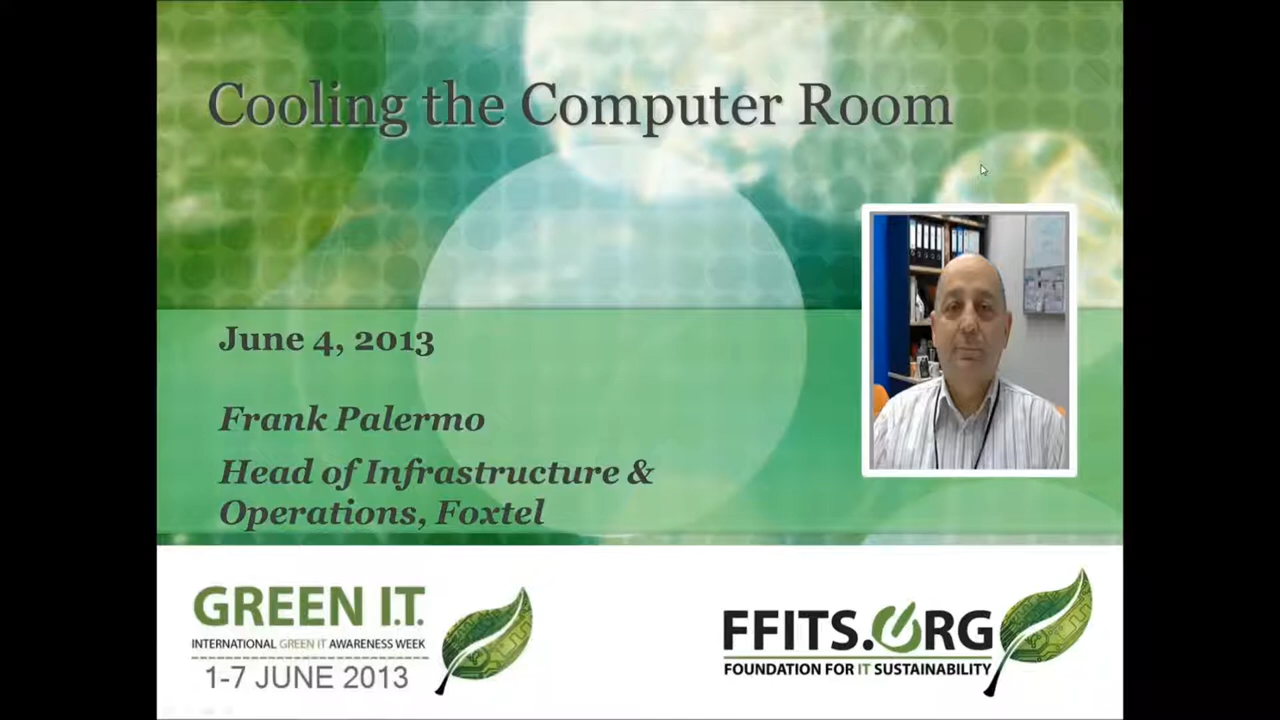 Cooling the Computer Room
June 4, 2013
Frank Palermo
Head of Infrastructure &
Operations, Foxtel
GREEN I.T.
INTERNATIONAL GREEN IT AWARENESS WEEK
1-7 JUNE 2013
FFITS.ORG
FOUNDATION FOR IT SUSTAINABILITY